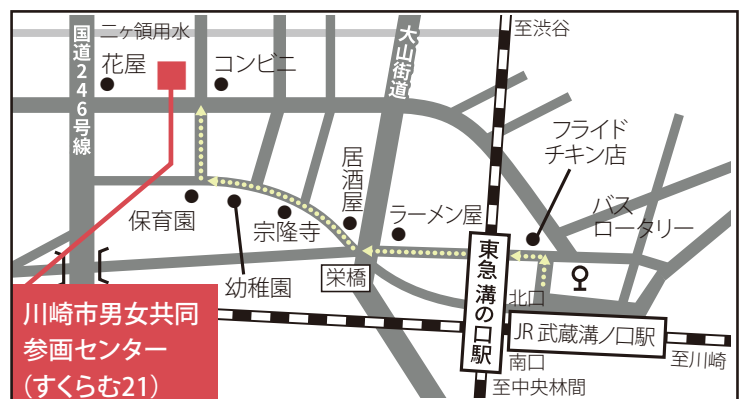 二ヶ領用水
至渋谷
国道246号線
花屋
コンビニ
大山街道
フライド
チキン店
居酒屋
バス
ロータリー
保育園
宗隆寺
ラーメン屋
幼稚園
栄橋
東急 溝の口駅
北口
JR 武蔵溝ノ口駅
南口
至川崎
至中央林間
川崎市男女共同
参画センター
(すくらむ21)